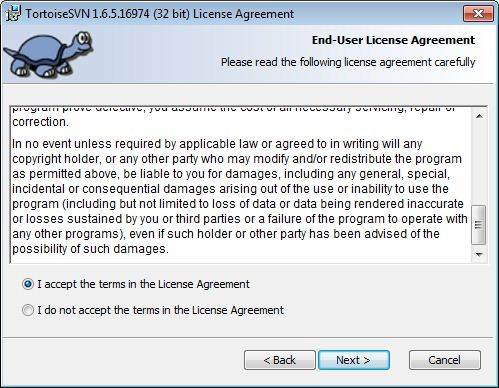 TortoiseSVN 1.6.5.16974 (32 bit) License Agreement
End-User License Agreement
Please read the following license agreement carefully
program prove defective, you assume the cost of all necessary servicing, repair or
correction.
In no event unless required by applicable law or agreed to in writing will any
copyright holder, or any other party who may modify and/or redistribute the program
as permitted above, be liable to you for damages, including any general, special,
incidental or consequential damages arising out of the use or inability to use the
program (including but not limited to loss of data or data being rendered inaccurate
or losses sustained by you or third parties or a failure of the program to operate with
any other programs), even if such holder or other party has been advised of the
possibility of such damages.
I accept the terms in the License Agreement
I do not accept the terms in the License Agreement
< Back
Next >
Cancel